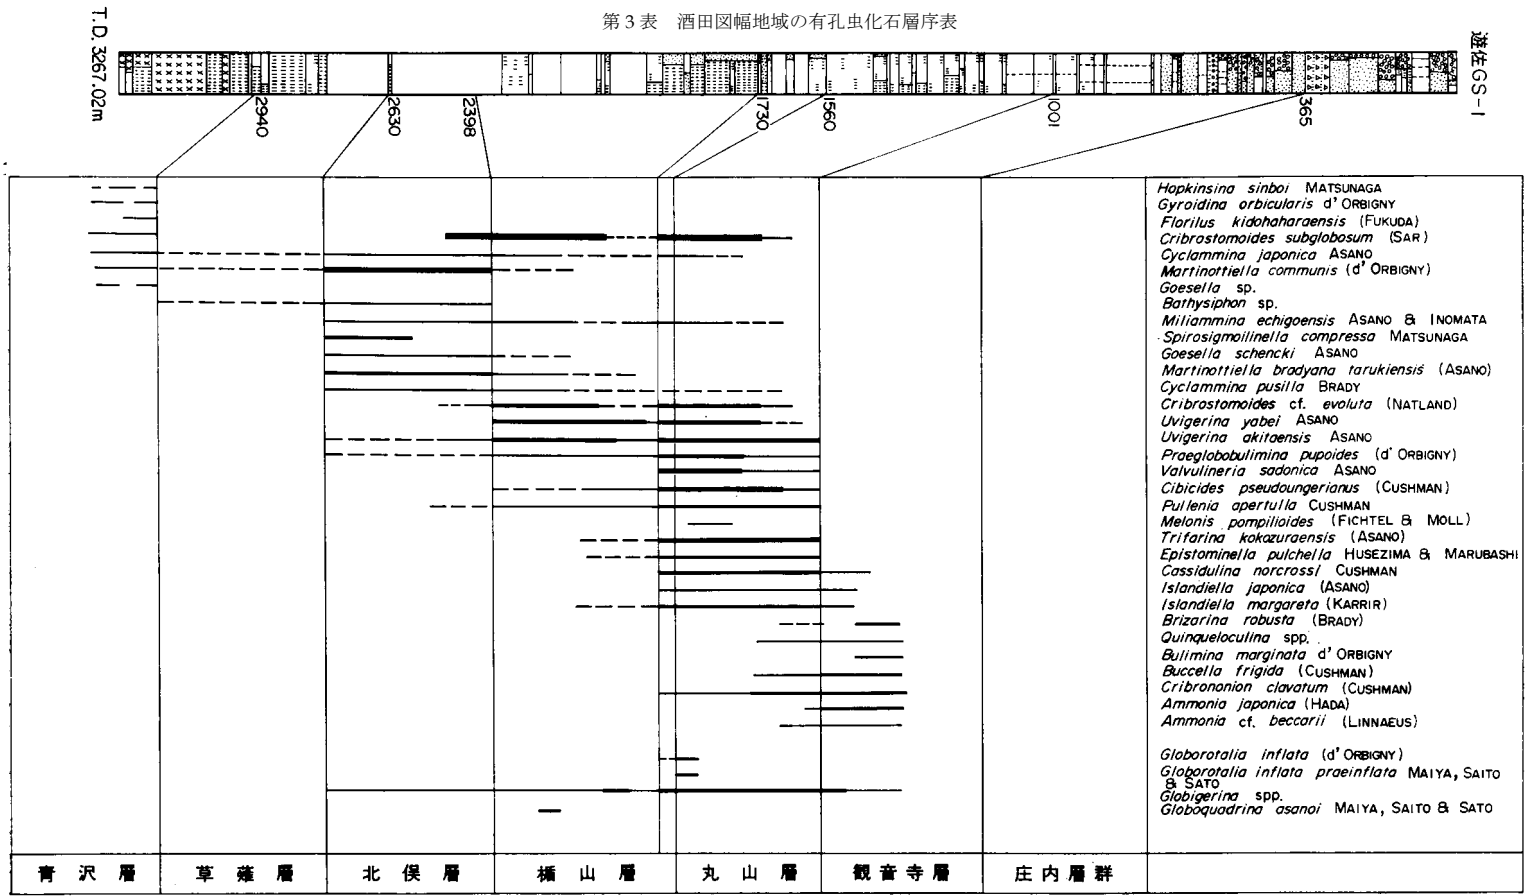 第3表 酒田図幅地域の有孔虫化石層序表
遊佐GS-1
T.D. 3267.02m
2940
2630
2398
1730
1560
1001
365
Hopkinsina sinboi MATSUNAGA
Gyroidina orbicularis d'ORBIGNY
Florilus kidohaharaensis (FUKUDA)
Cribrostomoides subglobosum (SAR)
Cyclammina japonica ASANO
Martinottiella communis (d'ORBIGNY)
Goesella sp.
Bathysiphon sp.
Miliammina echigoensis ASANO & INOMATA
Spirosigmoilinella compressa MATSUNAGA
Goesella schencki ASANO
Martinottiella bradyana tarukiensis (ASANO)
Cyclammina pusilla BRADY
Cribrostomoides cf. evoluta (NATLAND)
Uvigerina yabei ASANO
Uvigerina akitaensis ASANO
Praeglobobulimina pupoides (d'ORBIGNY)
Valvulineria sadonica ASANO
Cibicides pseudoungerianus (CUSHMAN)
Pullenia apertulla CUSHMAN
Melonis pompilioides (FICHTEL & MOLL)
Trifarina kokozuraensis (ASANO)
Epistominella pulchella HUSEZIMA & MARUBASHI
Cassidulina norcrossi CUSHMAN
Islandiella japonica (ASANO)
Islandiella margareta (KARRIR)
Brizarina robusta (BRADY)
Quinqueloculina spp.
Bulimina marginata d'ORBIGNY
Buccella frigida (CUSHMAN)
Cribrononion clavatum (CUSHMAN)
Ammonia japonica (HADA)
Ammonia cf. beccarii (LINNAEUS)
Globorotalia inflata (d'ORBIGNY)
Globorotalia inflata praeinflata MAIYA, SAITO
& SATO
Globigerina spp.
Globoquadrina asanoi MAIYA, SAITO & SATO
青沢層 草薙層 北俣層 楯山層 丸山層 観音寺層 庄内層群